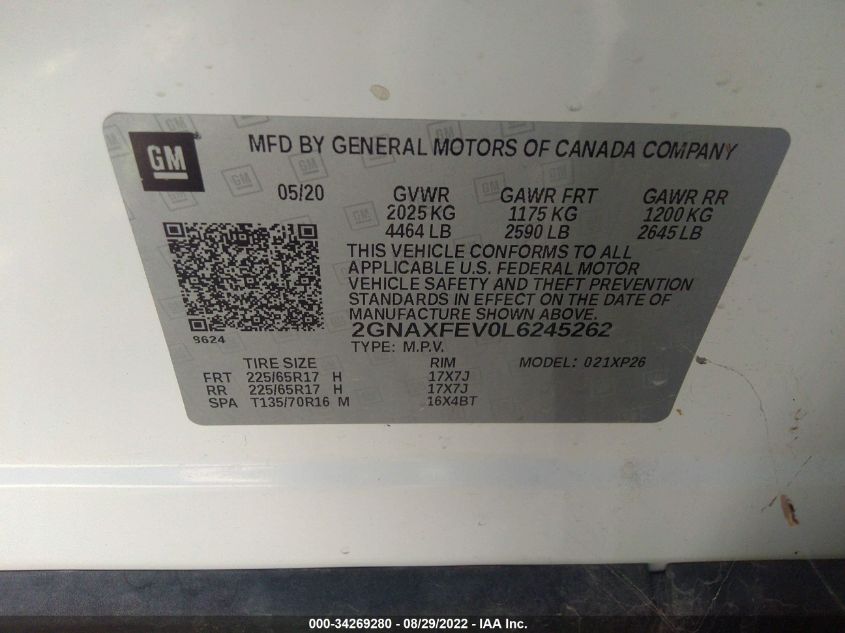 GM
MFD BY GENERAL MOTORS OF CANADA COMPANY
05/20 GVWR GAWR FRT GAWR RR
2025 KG 1175 KG 1200 KG
4464 LB 2590 LB 2645 LB
THIS VEHICLE CONFORMS TO ALL
APPLICABLE U.S. FEDERAL MOTOR
VEHICLE SAFETY AND THEFT PREVENTION
STANDARDS IN EFFECT ON THE DATE OF
MANUFACTURE SHOWN ABOVE.
2GNAXFEV0L6245262
9624
TYPE: M.P.V.
TIRE SIZE RIM MODEL: 021XP26
FRT 225/65R17 H 17X7J
RR 225/65R17 H 17X7J
SPA T135/70R16 M 16X4BT
000-34269280 - 08/29/2022 - IAA Inc.